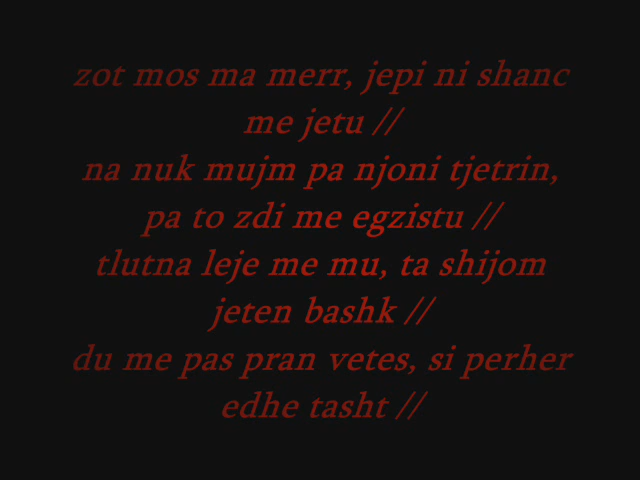 zot mos ma merr, jepi ni shanc
me jetu //
na nuk mujm pa njoni tjetrin,
pa to zdi me egzistu //
tlutna leje me mu, ta shijom
jeten bashk //
du me pas pran vetes, si perher
edhe tasht //